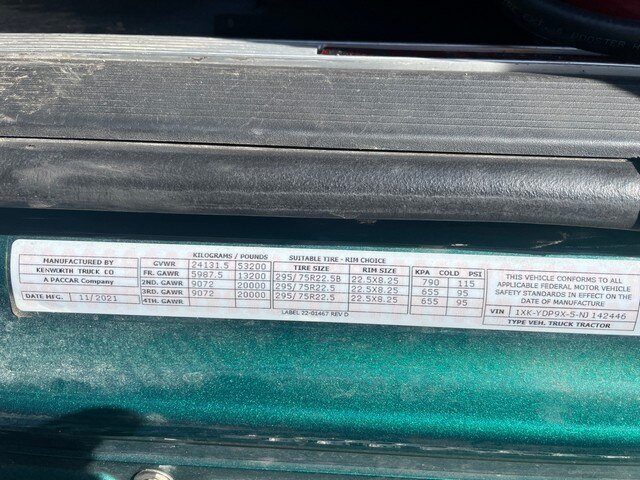 MANUFACTURED BY
KENWORTH TRUCK CO
A PACCAR COMPANY
DATE MFG. 11/2021
KILOGRAMS / POUNDS SUITABLE TIRE - RIM CHOICE
GVWR 24131.5 53200 TIRE SIZE RIM SIZE KPA COLD PSI
FR. GAWR 5987.5 13200 295/75R22.5B 22.5X8.25 790 115
2ND. GAWR 9072 20000 295/75R22.5 22.5X8.25 655 95
3RD. GAWR 9072 20000 295/75R22.5 22.5X8.25 655 95
4TH. GAWR
LABEL 22-01467 REV D
THIS VEHICLE CONFORMS TO ALL
APPLICABLE FEDERAL MOTOR VEHICLE
SAFETY STANDARDS IN EFFECT ON THE
DATE OF MANUFACTURE
VIN 1XK-YDP9X-5-NJ 142446
TYPE VEH. TRUCK TRACTOR